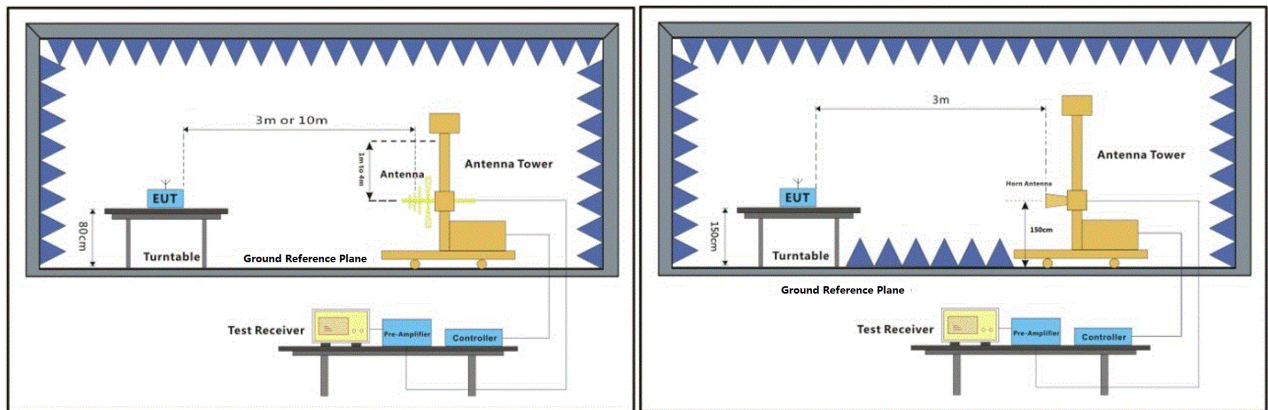 3m or 10m
1m to 4m
Antenna
Antenna Tower
EUT
80cm
Turntable
Ground Reference Plane
Test Receiver
Pre-Amplifier
Controller
3m
Antenna Tower
Horn Antenna
EUT
150cm
150cm
Turntable
Ground Reference Plane
Test Receiver
Pre-Amplifier
Controller